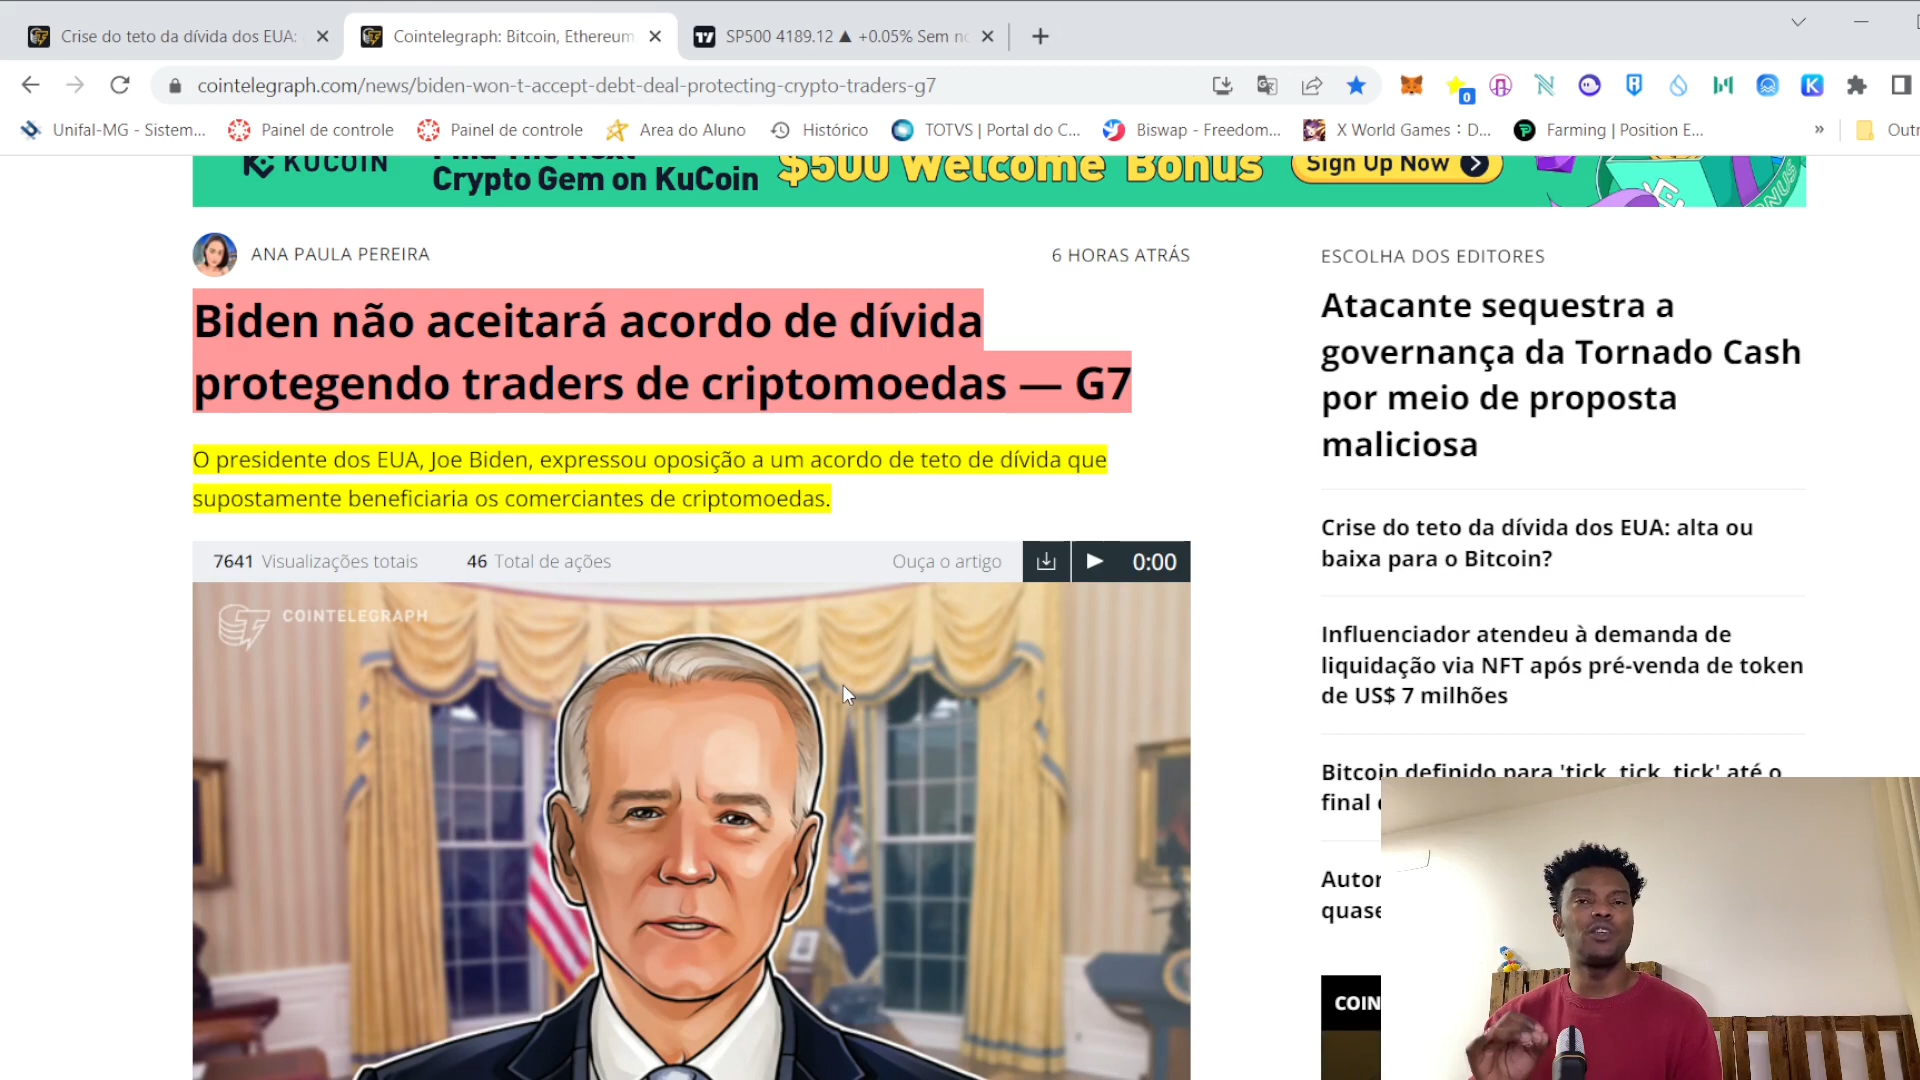 Crise do teto da dívida dos EUA:
Cointelegraph: Bitcoin, Ethereum
SP500 4189.12 ▲ +0.05% Sem n
cointelegraph.com/news/biden-won-t-accept-debt-deal-protecting-crypto-traders-g7
0
Unifal-MG - Sistem...
Painel de controle
Painel de controle
Area do Aluno
Histórico
TOTVS | Portal do C...
Biswap - Freedom...
X World Games : D...
Farming | Position E...
»
Outr
KUCOIN
Find The Next
Crypto Gem on KuCoin
$500 Welcome Bonus
Sign Up Now
ANA PAULA PEREIRA
6 HORAS ATRÁS
Biden não aceitará acordo de dívida
protegendo traders de criptomoedas — G7
O presidente dos EUA, Joe Biden, expressou oposição a um acordo de teto de dívida que
supostamente beneficiaria os comerciantes de criptomoedas.
7641 Visualizações totais
46 Total de ações
Ouça o artigo
0:00
COINTELEGRAPH
ESCOLHA DOS EDITORES
Atacante sequestra a
governança da Tornado Cash
por meio de proposta
maliciosa
Crise do teto da dívida dos EUA: alta ou
baixa para o Bitcoin?
Influenciador atendeu à demanda de
liquidação via NFT após pré-venda de token
de US$ 7 milhões
Bitcoin definido para 'tick, tick, tick' até o
final
Autor
quase
COIN